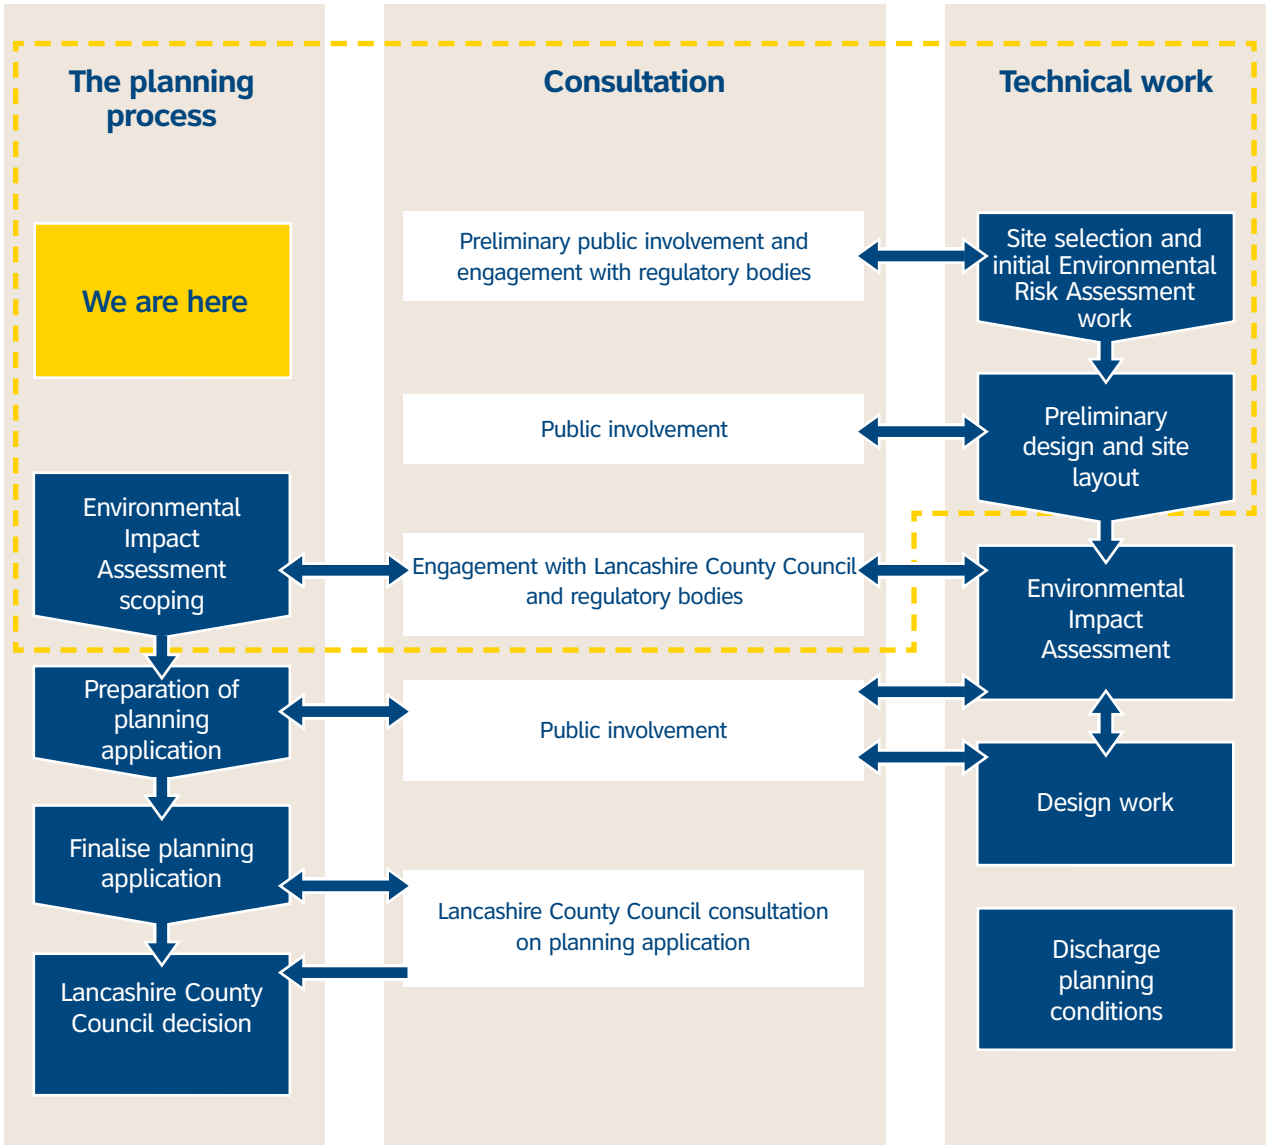 The planning
process
Consultation
Technical work
We are here
Preliminary public involvement and
engagement with regulatory bodies
Site selection and
initial Environmental
Risk Assessment
work
Public involvement
Preliminary
design and site
layout
Environmental
Impact
Assessment
scoping
Engagement with Lancashire County Council
and regulatory bodies
Environmental
Impact
Assessment
Preparation of
planning
application
Public involvement
Design work
Finalise planning
application
Lancashire County Council consultation
on planning application
Discharge
planning
conditions
Lancashire County
Council decision